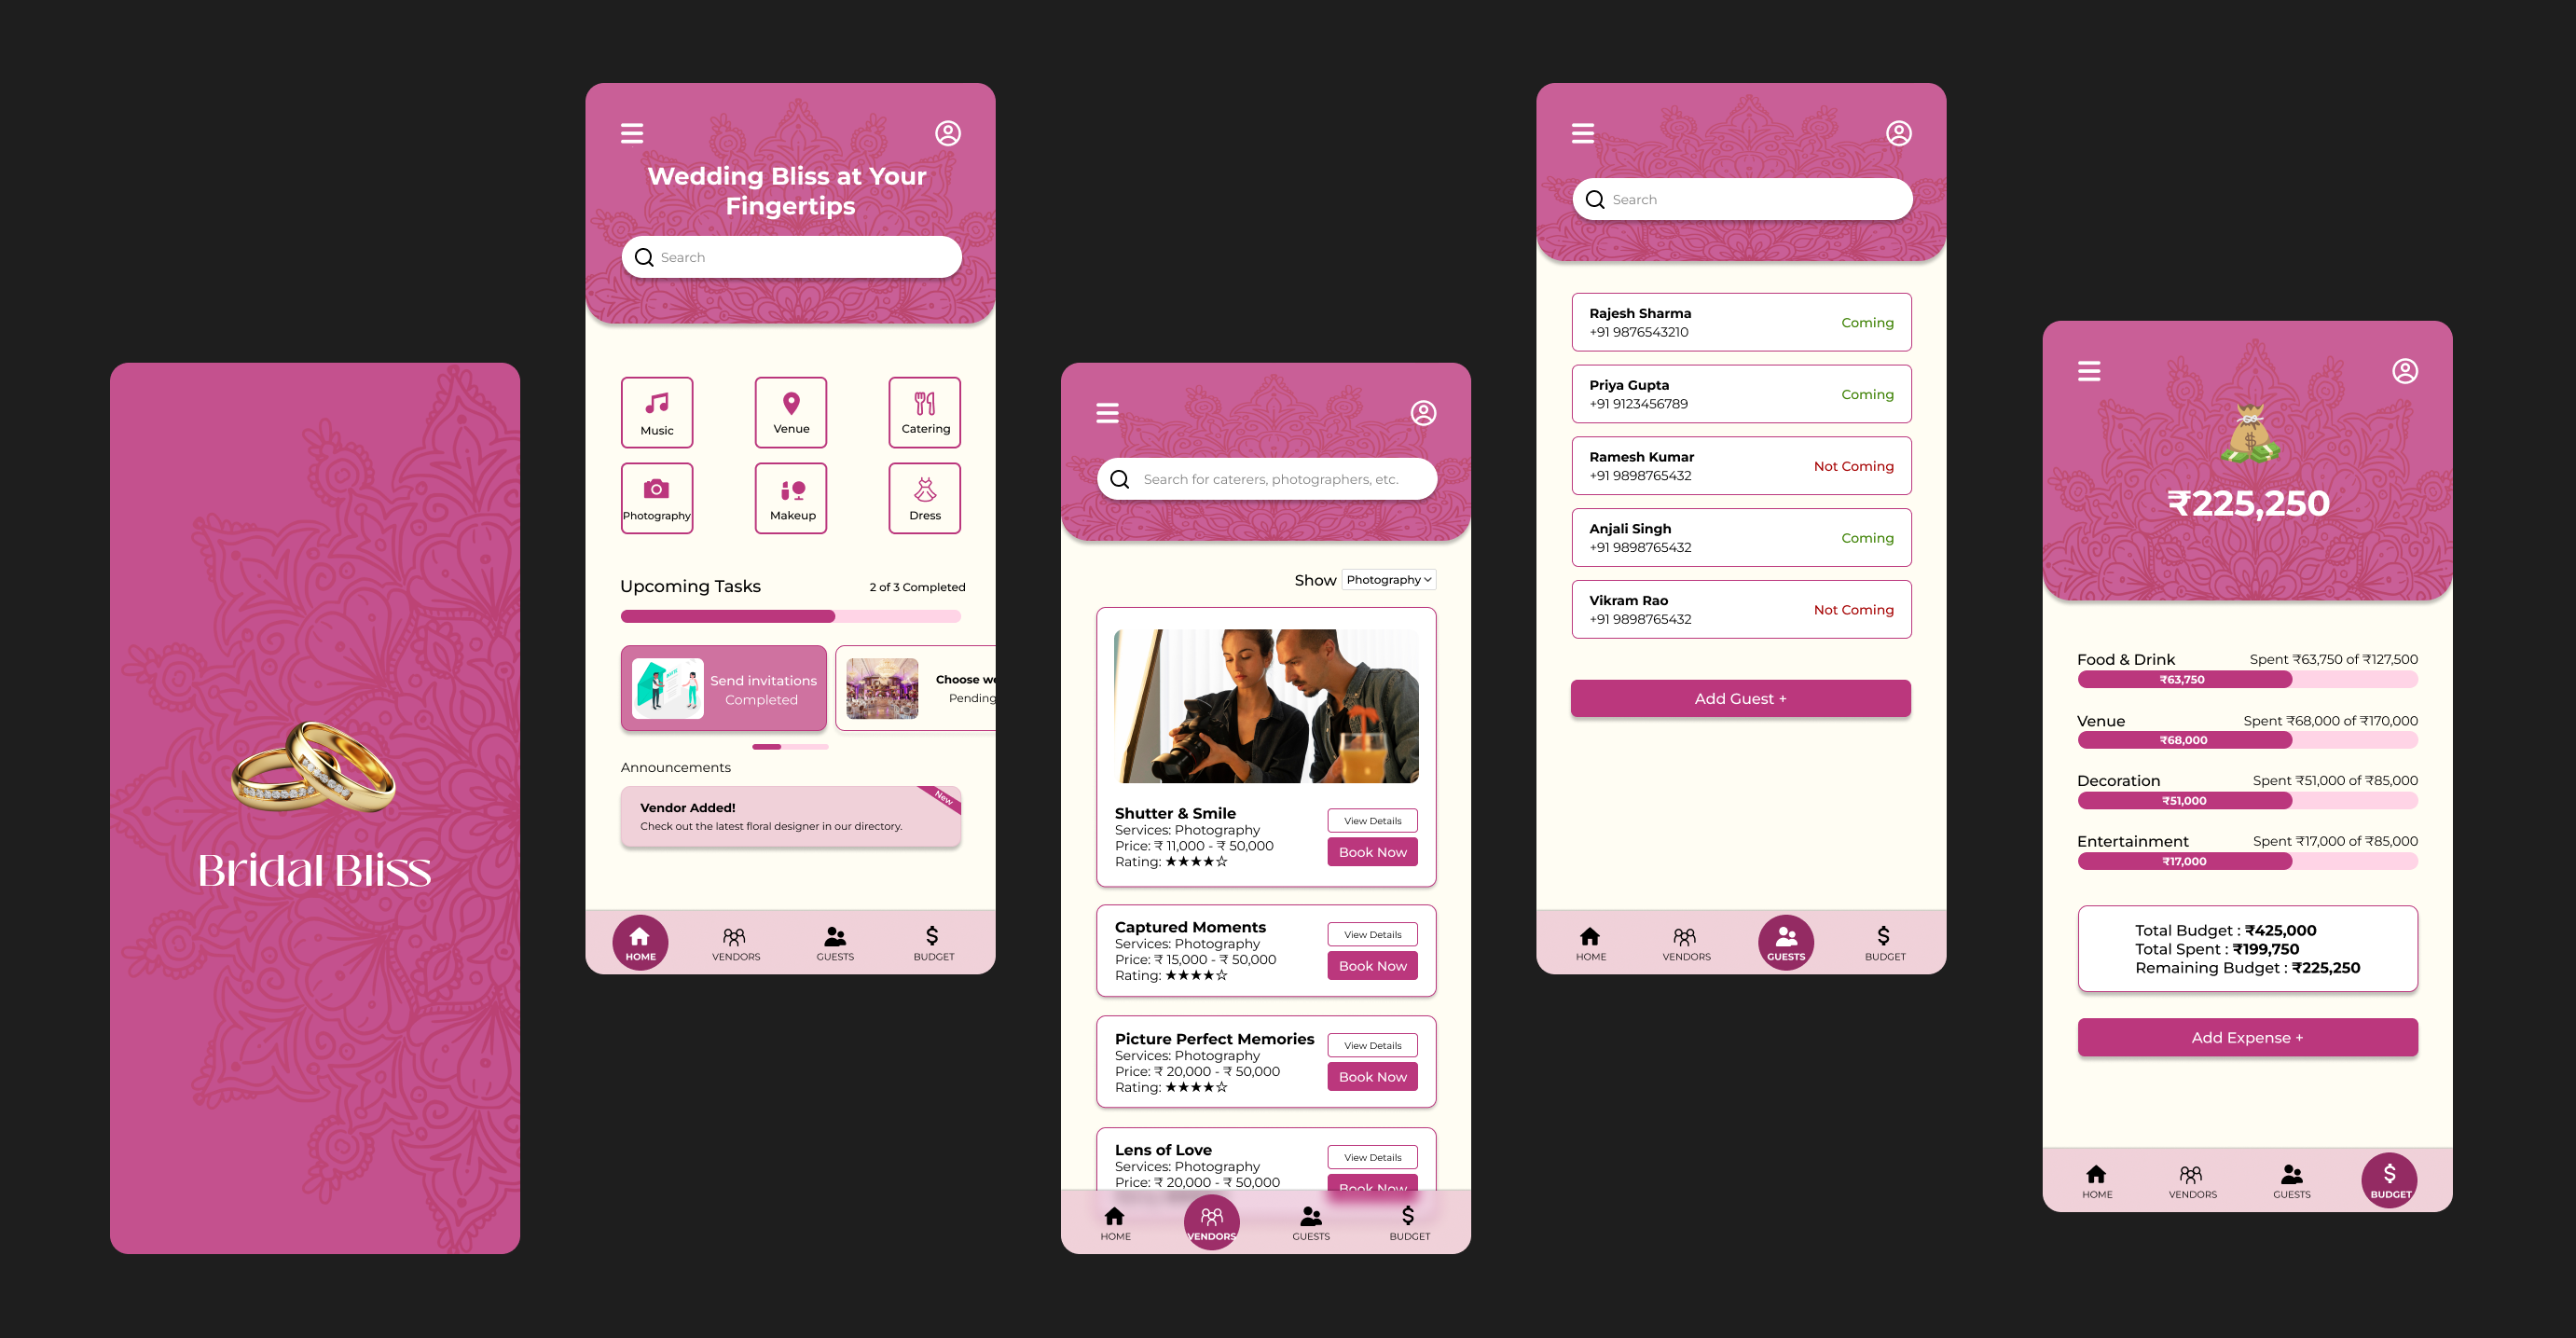 Bridal Bliss
Wedding Bliss at Your
Fingertips
Search
Music
Venue
Catering
Photography
Makeup
Dress
Upcoming Tasks
2 of 3 Completed
Send invitations
Completed
Choose we
Pending
Announcements
New
Vendor Added!
Check out the latest floral designer in our directory.
HOME
VENDORS
GUESTS
BUDGET
Search for caterers, photographers, etc.
Show Photography
Shutter & Smile
Services: Photography
Price: ₹ 11,000 - ₹ 50,000
Rating: ★★★★☆
View Details
Book Now
Captured Moments
Services: Photography
Price: ₹ 15,000 - ₹ 50,000
Rating: ★★★★☆
View Details
Book Now
Picture Perfect Memories
Services: Photography
Price: ₹ 20,000 - ₹ 50,000
Rating: ★★★★☆
View Details
Book Now
Lens of Love
Services: Photography
Price: ₹ 20,000 - ₹ 50,000
View Details
Book Now
HOME
VENDORS
GUESTS
BUDGET
Search
Rajesh Sharma
+91 9876543210
Coming
Priya Gupta
+91 9123456789
Coming
Ramesh Kumar
+91 9898765432
Not Coming
Anjali Singh
+91 9898765432
Coming
Vikram Rao
+91 9898765432
Not Coming
Add Guest +
HOME
VENDORS
GUESTS
BUDGET
₹225,250
Food & Drink
Spent ₹63,750 of ₹127,500
₹63,750
Venue
Spent ₹68,000 of ₹170,000
₹68,000
Decoration
Spent ₹51,000 of ₹85,000
₹51,000
Entertainment
Spent ₹17,000 of ₹85,000
₹17,000
Total Budget : ₹425,000
Total Spent : ₹199,750
Remaining Budget : ₹225,250
Add Expense +
HOME
VENDORS
GUESTS
BUDGET